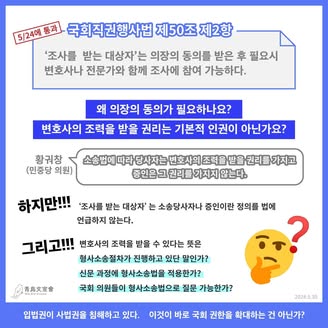 5/24에 통과
국회직권행사법 제50조 제2항
‘조사를 받는 대상자’는 의장의 동의를 받은 후 필요시
변호사나 전문가와 함께 조사에 참여 가능하다.
왜 의장의 동의가 필요하나요?
변호사의 조력을 받을 권리는 기본적 인권이 아닌가요?
황궈창
(민중당 의원)
소송법에 따라 당사자는 변호사의 조력을 받을 권리를 가지고
증인은 그 권리를 가지지 않는다.
하지만!!!
‘조사를 받는 대상자’ 는 소송당사자나 증인이란 정의를 법에
언급하지 않는다.
그리고!!!
변호사의 조력을 받을 수 있다는 뜻은
형사소송절차가 진행하고 있단 말인가?
신문 과정에 형사소송법을 적용한가?
국회 의원들이 형사소송법으로 질문 가능한가?
青鳥文宣會
입법권이 사법권을 침해하고 있다. 이것이 바로 국회 권한을 확대하는 건 아닌가?